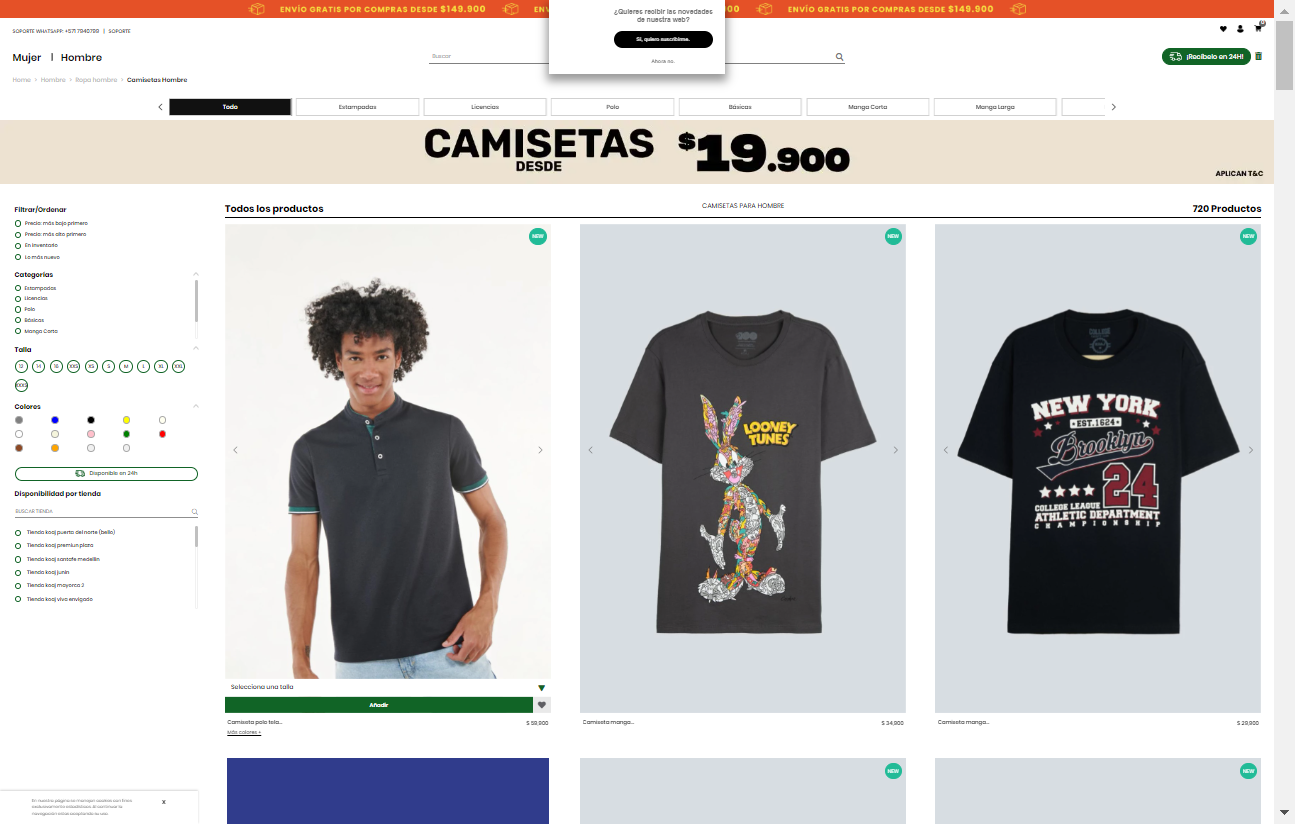 ENVÍO GRATIS POR COMPRAS DESDE $149.900
ENVÍO GRATIS POR COMPRAS DESDE $149.900
¿Quieres recibir las novedades
de nuestra web?
Sí, quiero suscribirme.
Ahora no.
SOPORTE WHATSAPP: +571 7940799 | SOPORTE
0
Mujer | Hombre
Buscar
¡Recíbelo en 24H!
Home > Hombre > Ropa hombre > Camisetas Hombre
Todo
Estampadas
Licencias
Polo
Básicas
Manga Corta
Manga Larga
CAMISETAS
DESDE
$19.900
APLICAN T&C
Filtrar/Ordenar
Precio: más bajo primero
Precio: más alto primero
En inventario
Lo más nuevo
Categorías
Estampadas
Licencias
Polo
Básicas
Manga Corta
Talla
12 14 16 XXS XS S M L XL XXL
XXXS
Colores
Disponible en 24h
Disponibilidad por tienda
BUSCAR TIENDA
Tienda koaj puerta del norte (bello)
Tienda koaj premiun plaza
Tienda koaj santafe medellin
Tienda koaj junin
Tienda koaj mayorca 2
Tienda koaj viva envigado
Todos los productos
CAMISETAS PARA HOMBRE
720 Productos
NEW
NEW
NEW
LOONEY
TUNES
COLLEGE
NEW YORK
EST.1624
Brooklyn
24
COLLEGE LEAGUE
ATHLETIC DEPARTMENT
CHAMPIONSHIP
Selecciona una talla
Añadir
Camiseta polo tela...
$ 59,900
Más colores +
Camiseta manga...
$ 34,900
Camiseta manga...
$ 29,900
NEW
NEW
En nuestra página se manejan cookies con fines
exclusivamente estadísticos. Al continuar la
navegación estas aceptando su uso.
X